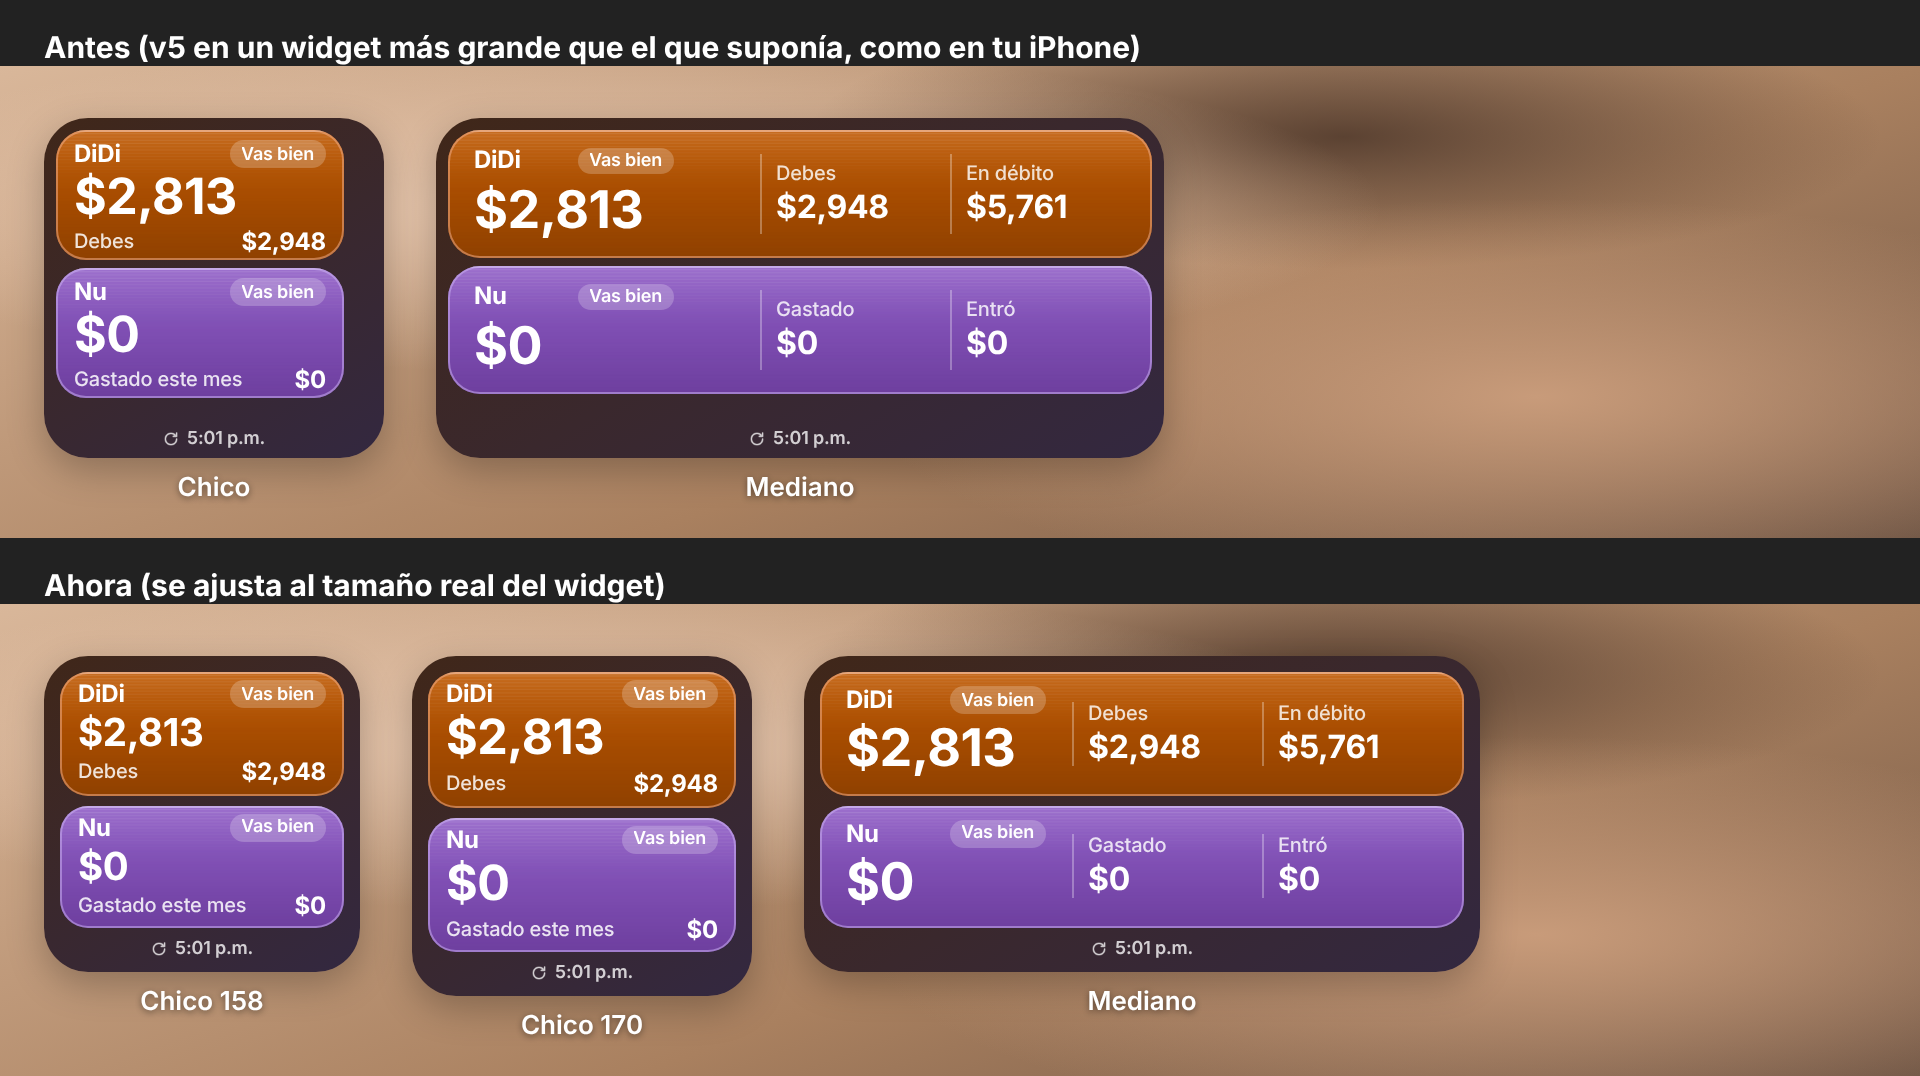 Antes (v5 en un widget más grande que el que suponía, como en tu iPhone)
DiDi Vas bien
$2,813
Debes $2,948
Nu Vas bien
$0
Gastado este mes $0
5:01 p.m.
Chico
DiDi Vas bien
$2,813
Debes
$2,948
En débito
$5,761
Nu Vas bien
$0
Gastado
$0
Entró
$0
5:01 p.m.
Mediano
Ahora (se ajusta al tamaño real del widget)
DiDi Vas bien
$2,813
Debes $2,948
Nu Vas bien
$0
Gastado este mes $0
5:01 p.m.
Chico 158
DiDi Vas bien
$2,813
Debes $2,948
Nu Vas bien
$0
Gastado este mes $0
5:01 p.m.
Chico 170
DiDi Vas bien
$2,813
Debes
$2,948
En débito
$5,761
Nu Vas bien
$0
Gastado
$0
Entró
$0
5:01 p.m.
Mediano